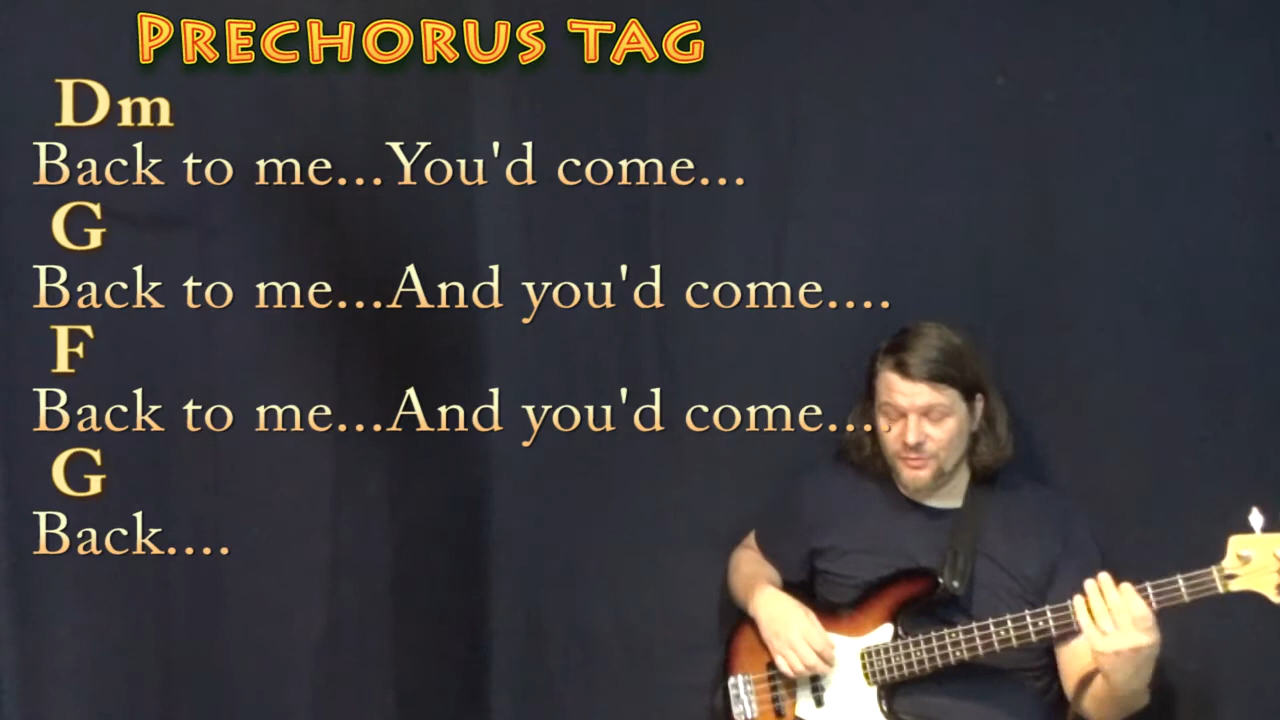 PRECHORUS TAG
Dm
Back to me...You'd come...
G
Back to me...And you'd come....
F
Back to me...And you'd come....
G
Back....